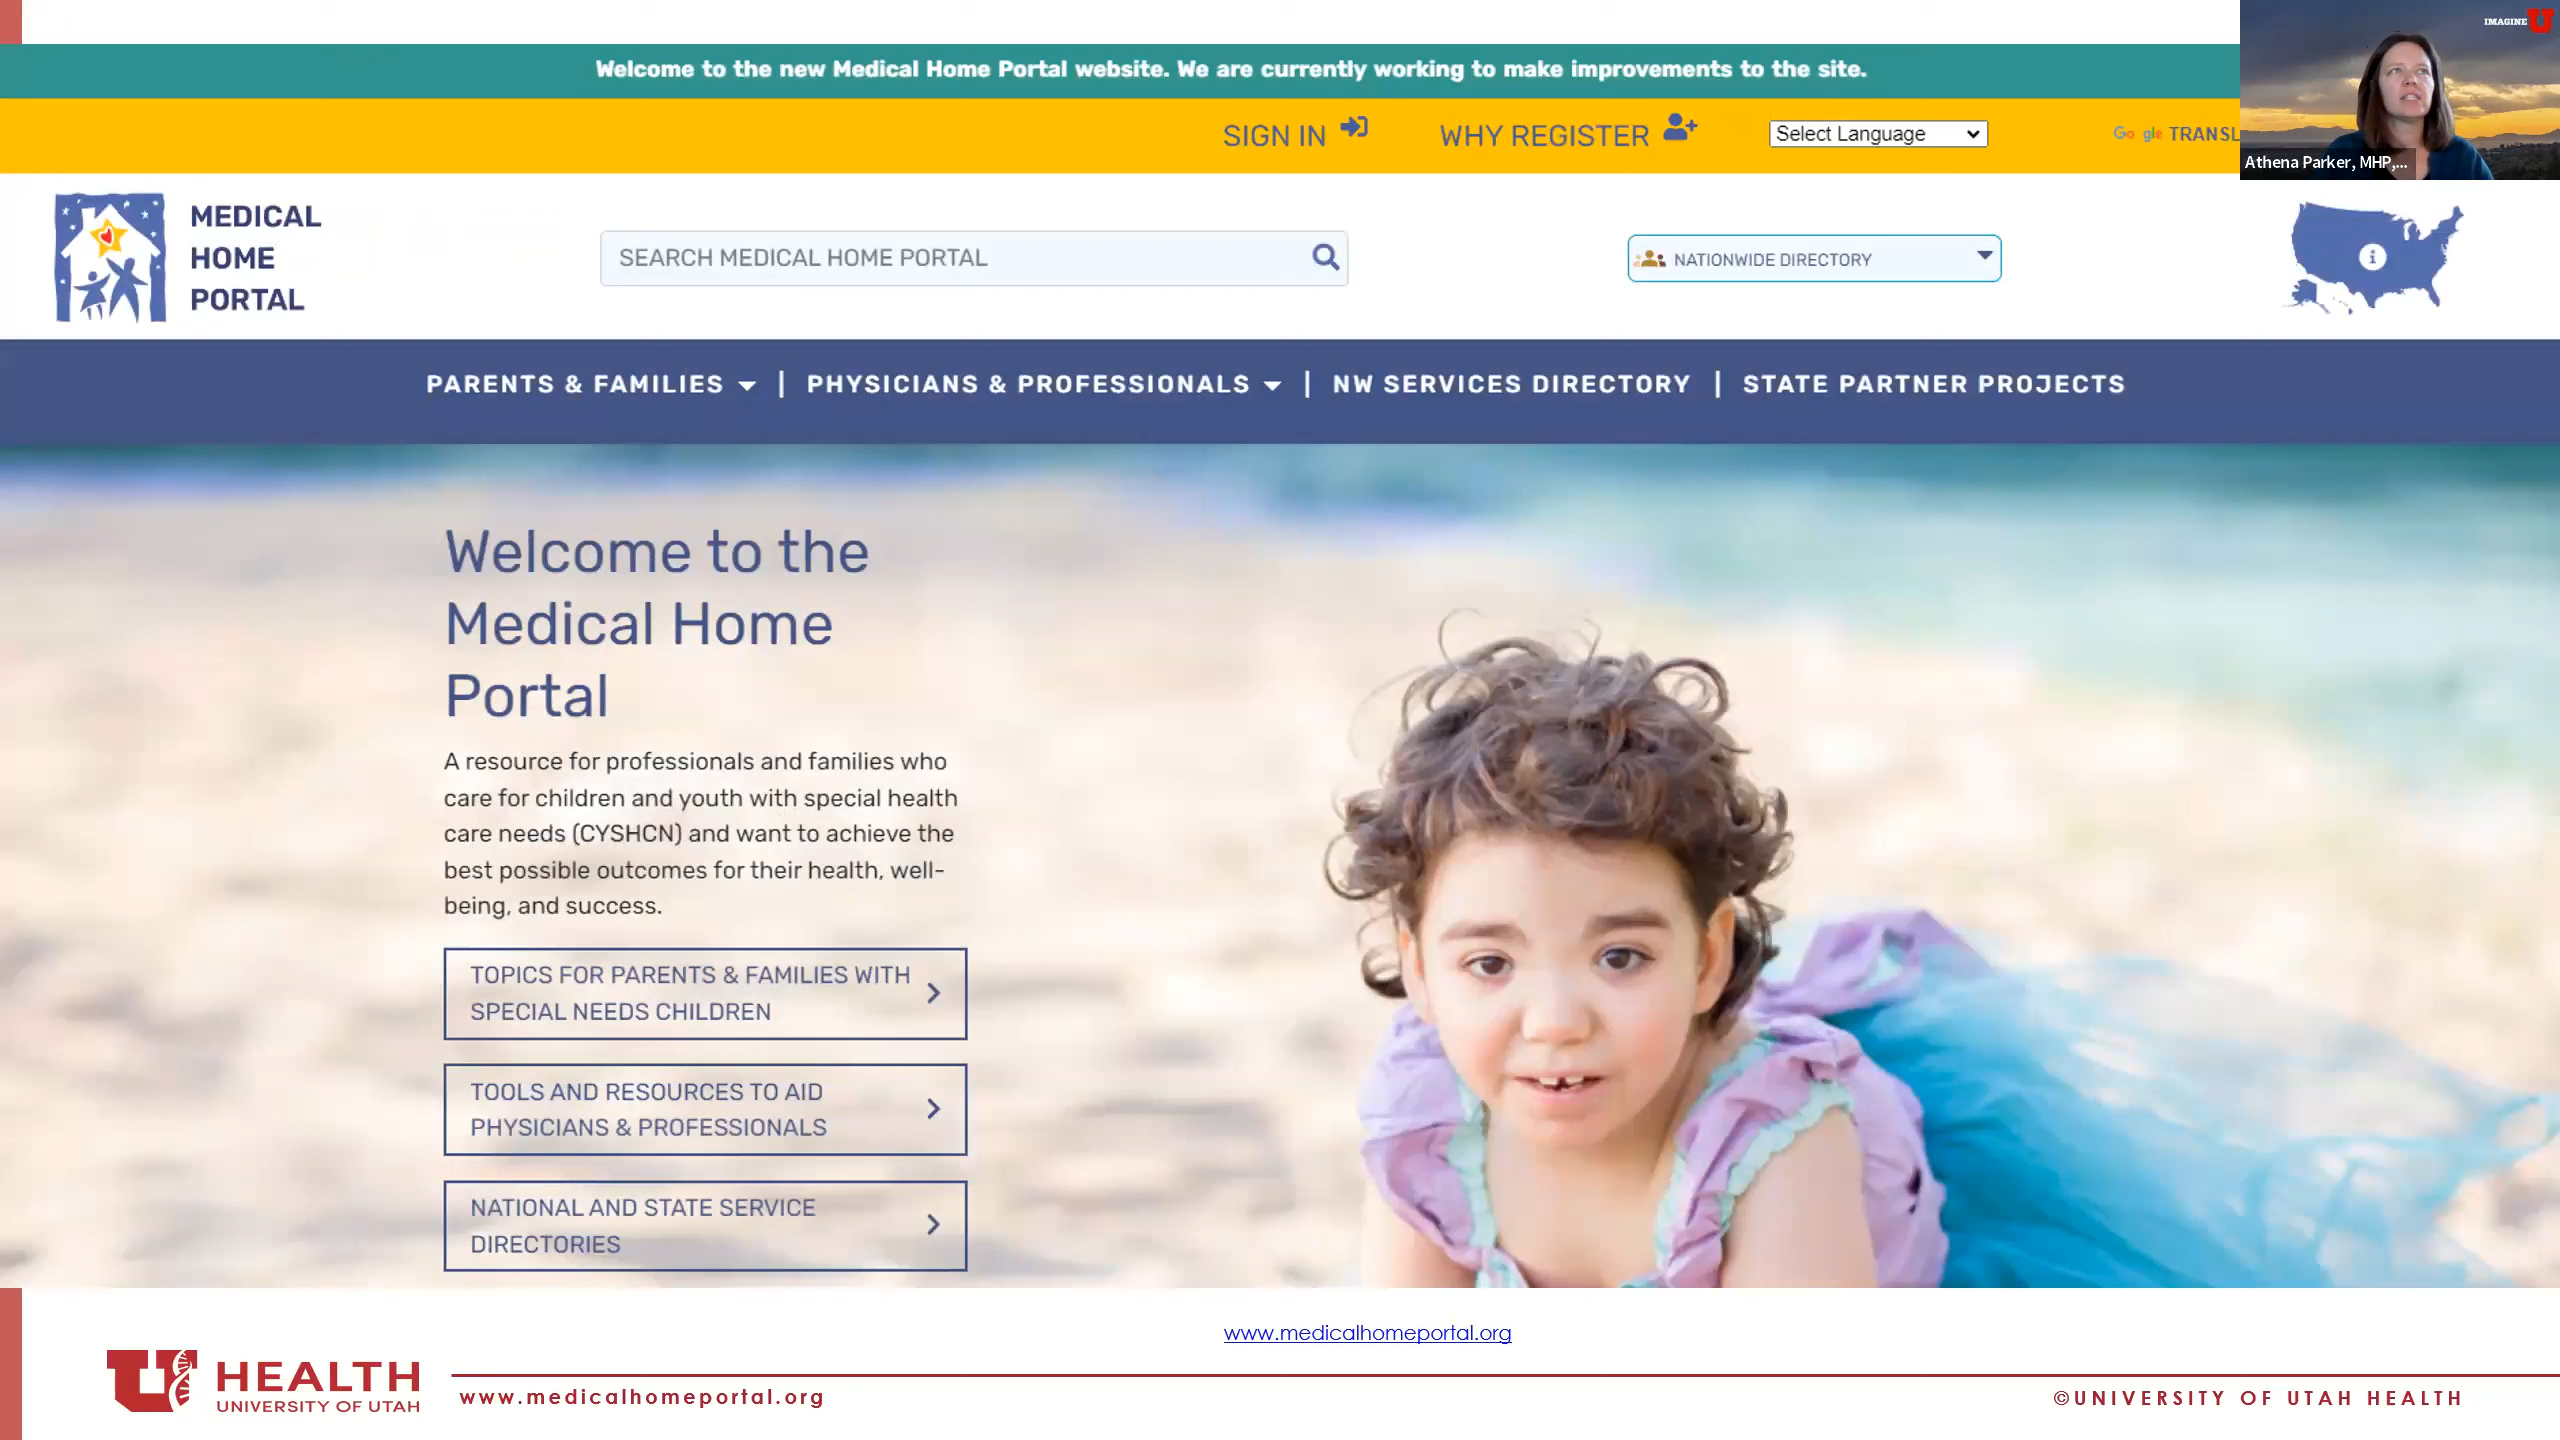 IMAGINE U
Welcome to the new Medical Home Portal website. We are currently working to make improvements to the site.
SIGN IN
WHY REGISTER
Select Language
Google TRANSL
Athena Parker, MHP,...
MEDICAL
HOME
PORTAL
SEARCH MEDICAL HOME PORTAL
NATIONWIDE DIRECTORY
i
PARENTS & FAMILIES | PHYSICIANS & PROFESSIONALS | NW SERVICES DIRECTORY | STATE PARTNER PROJECTS
Welcome to the
Medical Home
Portal
A resource for professionals and families who
care for children and youth with special health
care needs (CYSHCN) and want to achieve the
best possible outcomes for their health, well-
being, and success.
TOPICS FOR PARENTS & FAMILIES WITH
SPECIAL NEEDS CHILDREN
TOOLS AND RESOURCES TO AID
PHYSICIANS & PROFESSIONALS
NATIONAL AND STATE SERVICE
DIRECTORIES
www.medicalhomeportal.org
U HEALTH
UNIVERSITY OF UTAH
www.medicalhomeportal.org
©UNIVERSITY OF UTAH HEALTH